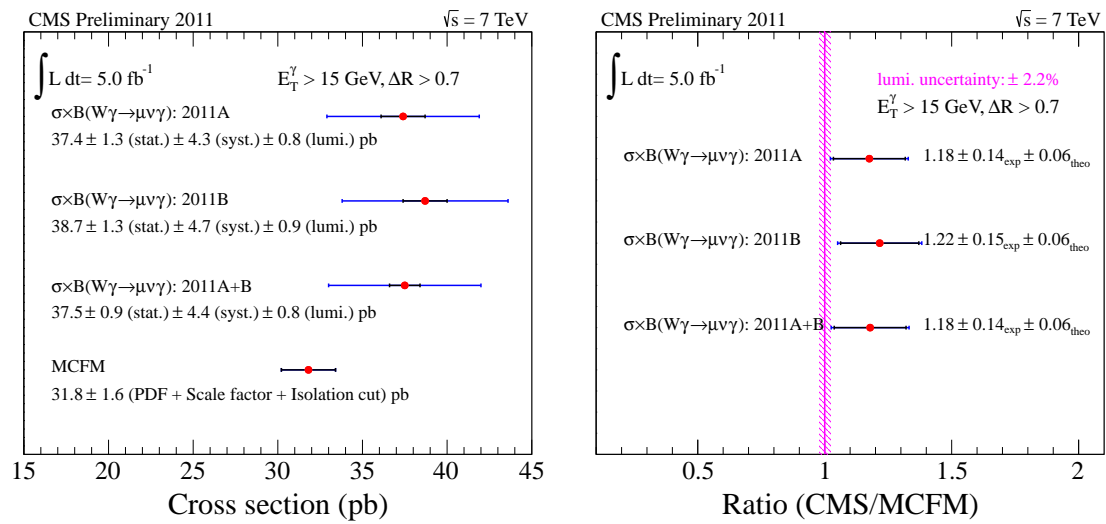 CMS Preliminary 2011
√s = 7 TeV
∫L dt= 5.0 fb⁻¹
E_T^γ > 15 GeV, ΔR > 0.7
σ×B(Wγ→μνγ): 2011A
37.4 ± 1.3 (stat.) ± 4.3 (syst.) ± 0.8 (lumi.) pb
σ×B(Wγ→μνγ): 2011B
38.7 ± 1.3 (stat.) ± 4.7 (syst.) ± 0.9 (lumi.) pb
σ×B(Wγ→μνγ): 2011A+B
37.5 ± 0.9 (stat.) ± 4.4 (syst.) ± 0.8 (lumi.) pb
MCFM
31.8 ± 1.6 (PDF + Scale factor + Isolation cut) pb
15 20 25 30 35 40 45
Cross section (pb)
CMS Preliminary 2011
√s = 7 TeV
∫L dt= 5.0 fb⁻¹
lumi. uncertainty: ± 2.2%
E_T^γ > 15 GeV, ΔR > 0.7
σ×B(Wγ→μνγ): 2011A 1.18 ± 0.14_exp ± 0.06_theo
σ×B(Wγ→μνγ): 2011B 1.22 ± 0.15_exp ± 0.06_theo
σ×B(Wγ→μνγ): 2011A+B 1.18 ± 0.14_exp ± 0.06_theo
0.5 1 1.5 2
Ratio (CMS/MCFM)